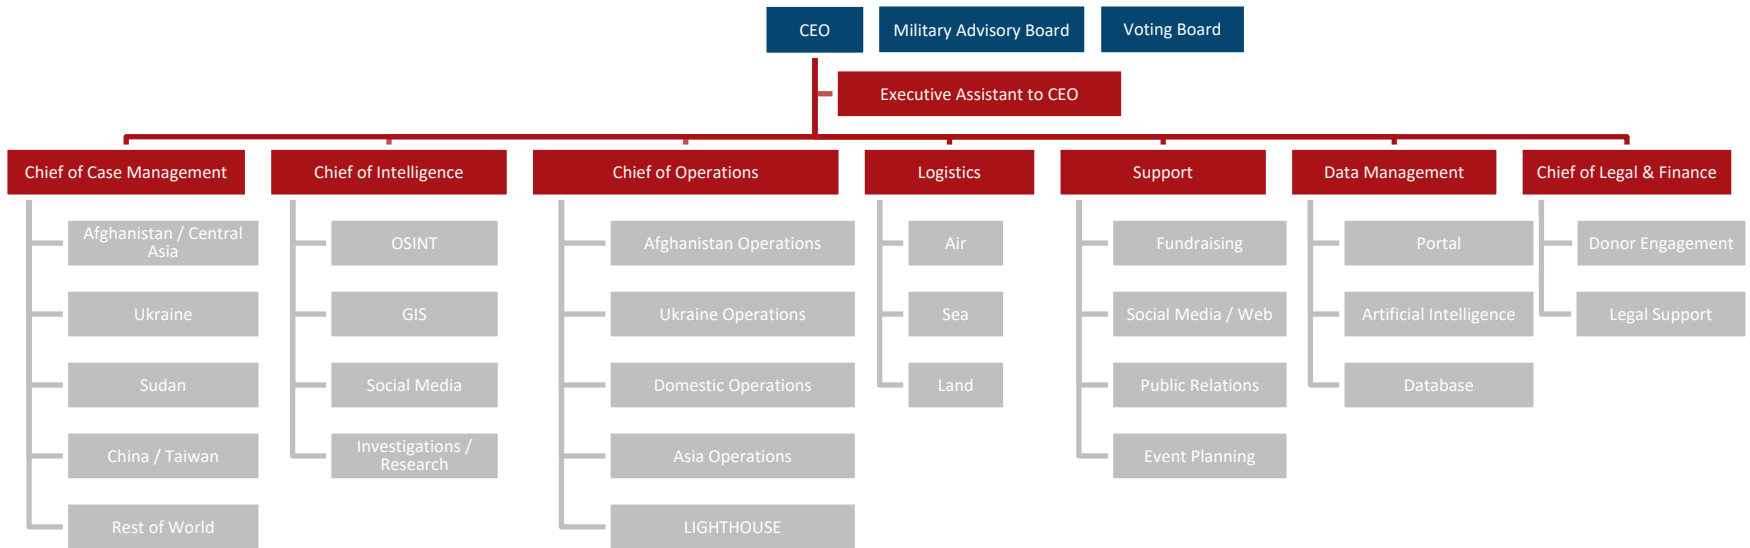 CEO
Military Advisory Board
Voting Board
Executive Assistant to CEO
Chief of Case Management
Afghanistan / Central
Asia
Ukraine
Sudan
China / Taiwan
Rest of World
Chief of Intelligence
OSINT
GIS
Social Media
Investigations /
Research
Chief of Operations
Afghanistan Operations
Ukraine Operations
Domestic Operations
Asia Operations
LIGHTHOUSE
Logistics
Air
Sea
Land
Support
Fundraising
Social Media / Web
Public Relations
Event Planning
Data Management
Portal
Artificial Intelligence
Database
Chief of Legal & Finance
Donor Engagement
Legal Support